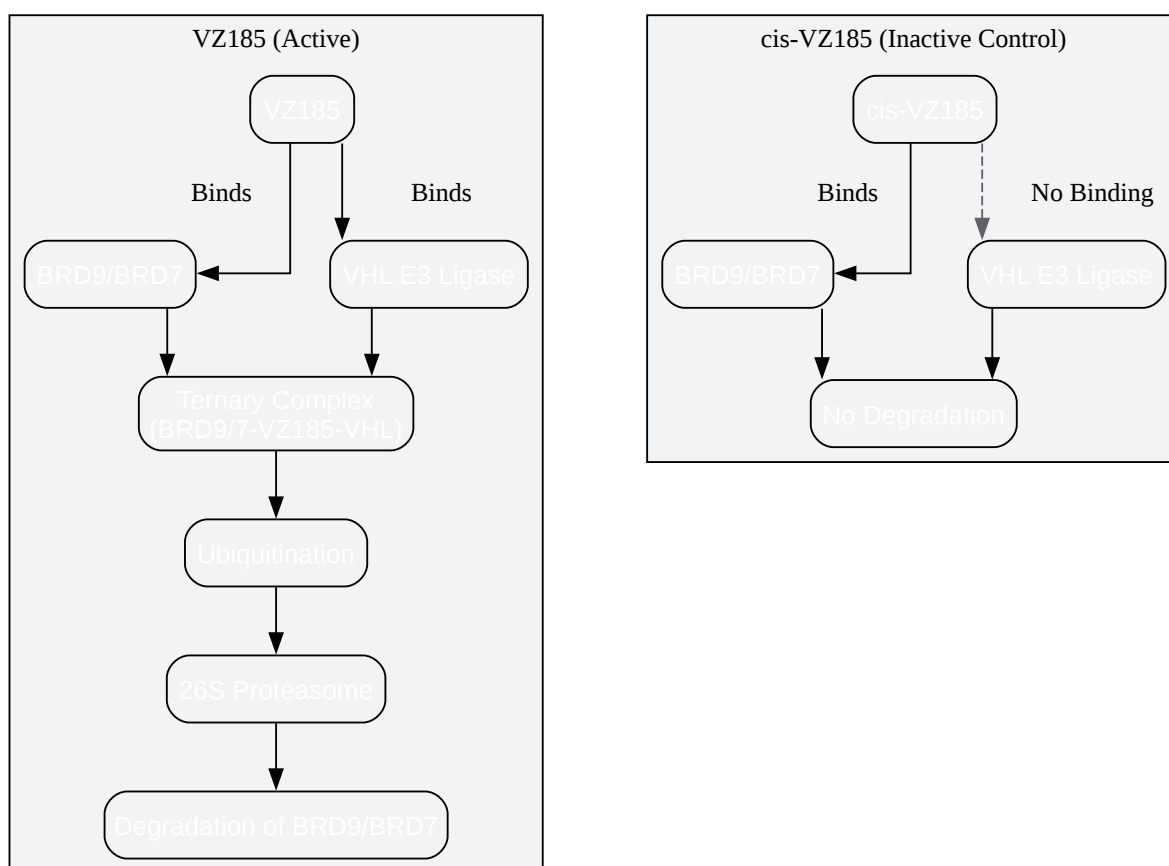 VZ185 (Active)
VZ185
Binds
Binds
BRD9/BRD7
VHL E3 Ligase
Ternary Complex
(BRD9/7-VZ185-VHL)
Ubiquitination
26S Proteasome
Degradation of BRD9/BRD7
cis-VZ185 (Inactive Control)
cis-VZ185
Binds
No Binding
BRD9/BRD7
VHL E3 Ligase
No Degradation